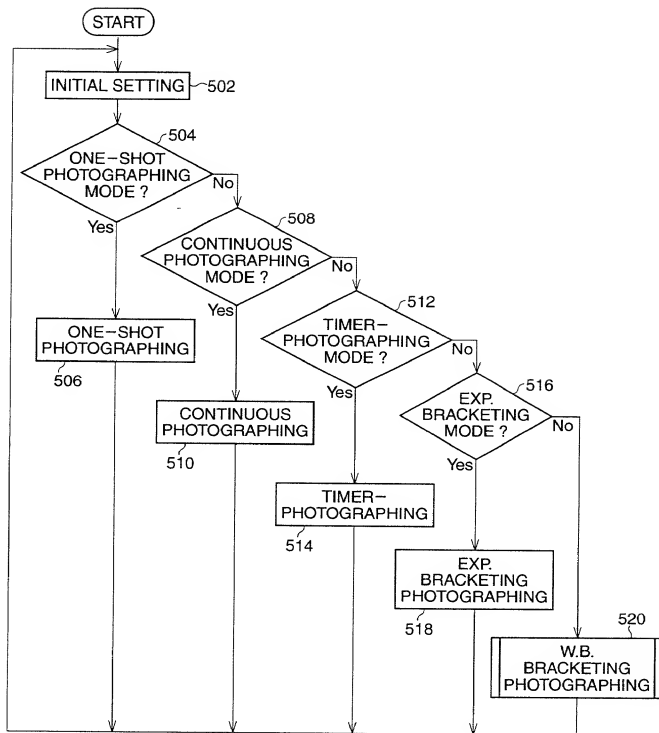 START
INITIAL SETTING
502
504
ONE-SHOT
PHOTOGRAPHING
MODE ?
No
Yes
508
CONTINUOUS
PHOTOGRAPHING
MODE ?
No
Yes
512
TIMER-
PHOTOGRAPHING
MODE ?
No
Yes
516
EXP.
BRACKETING
MODE ?
No
Yes
ONE-SHOT
PHOTOGRAPHING
506
CONTINUOUS
PHOTOGRAPHING
510
TIMER-
PHOTOGRAPHING
514
EXP.
BRACKETING
PHOTOGRAPHING
518
520
W.B.
BRACKETING
PHOTOGRAPHING